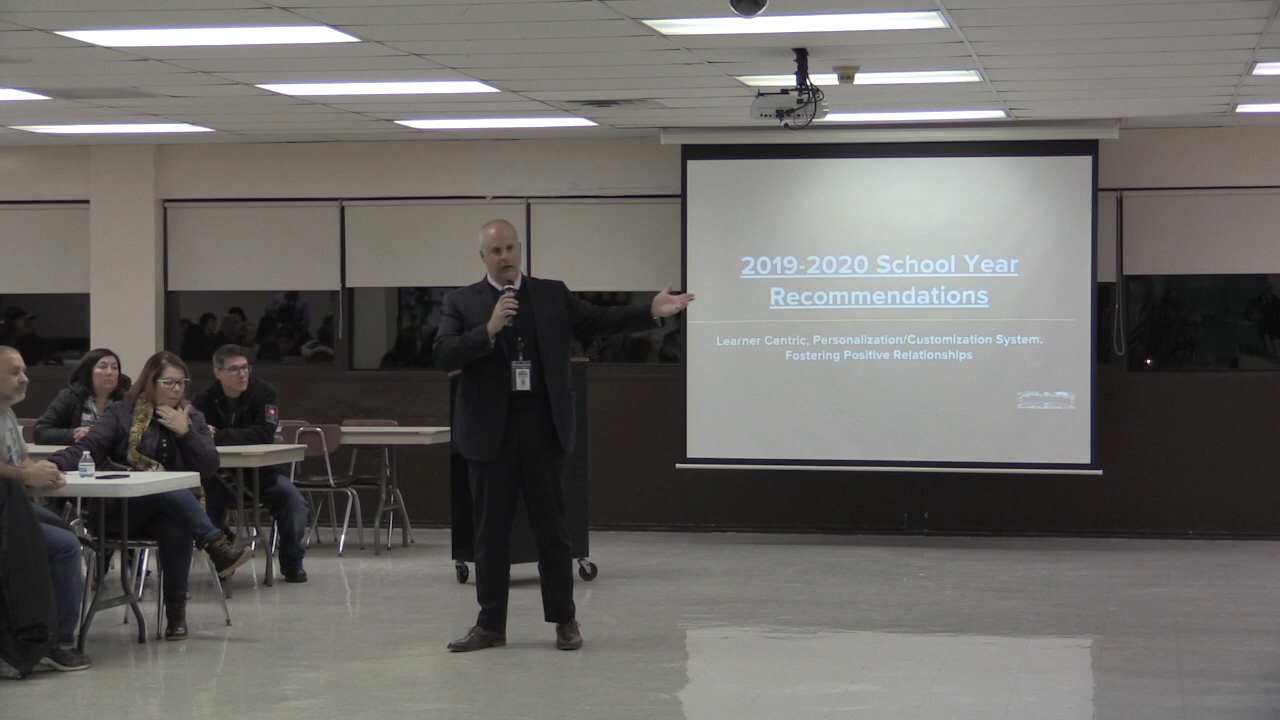 2019-2020 School Year
Recommendations
Learner Centric, Personalization/Customization System.
Fostering Positive Relationships